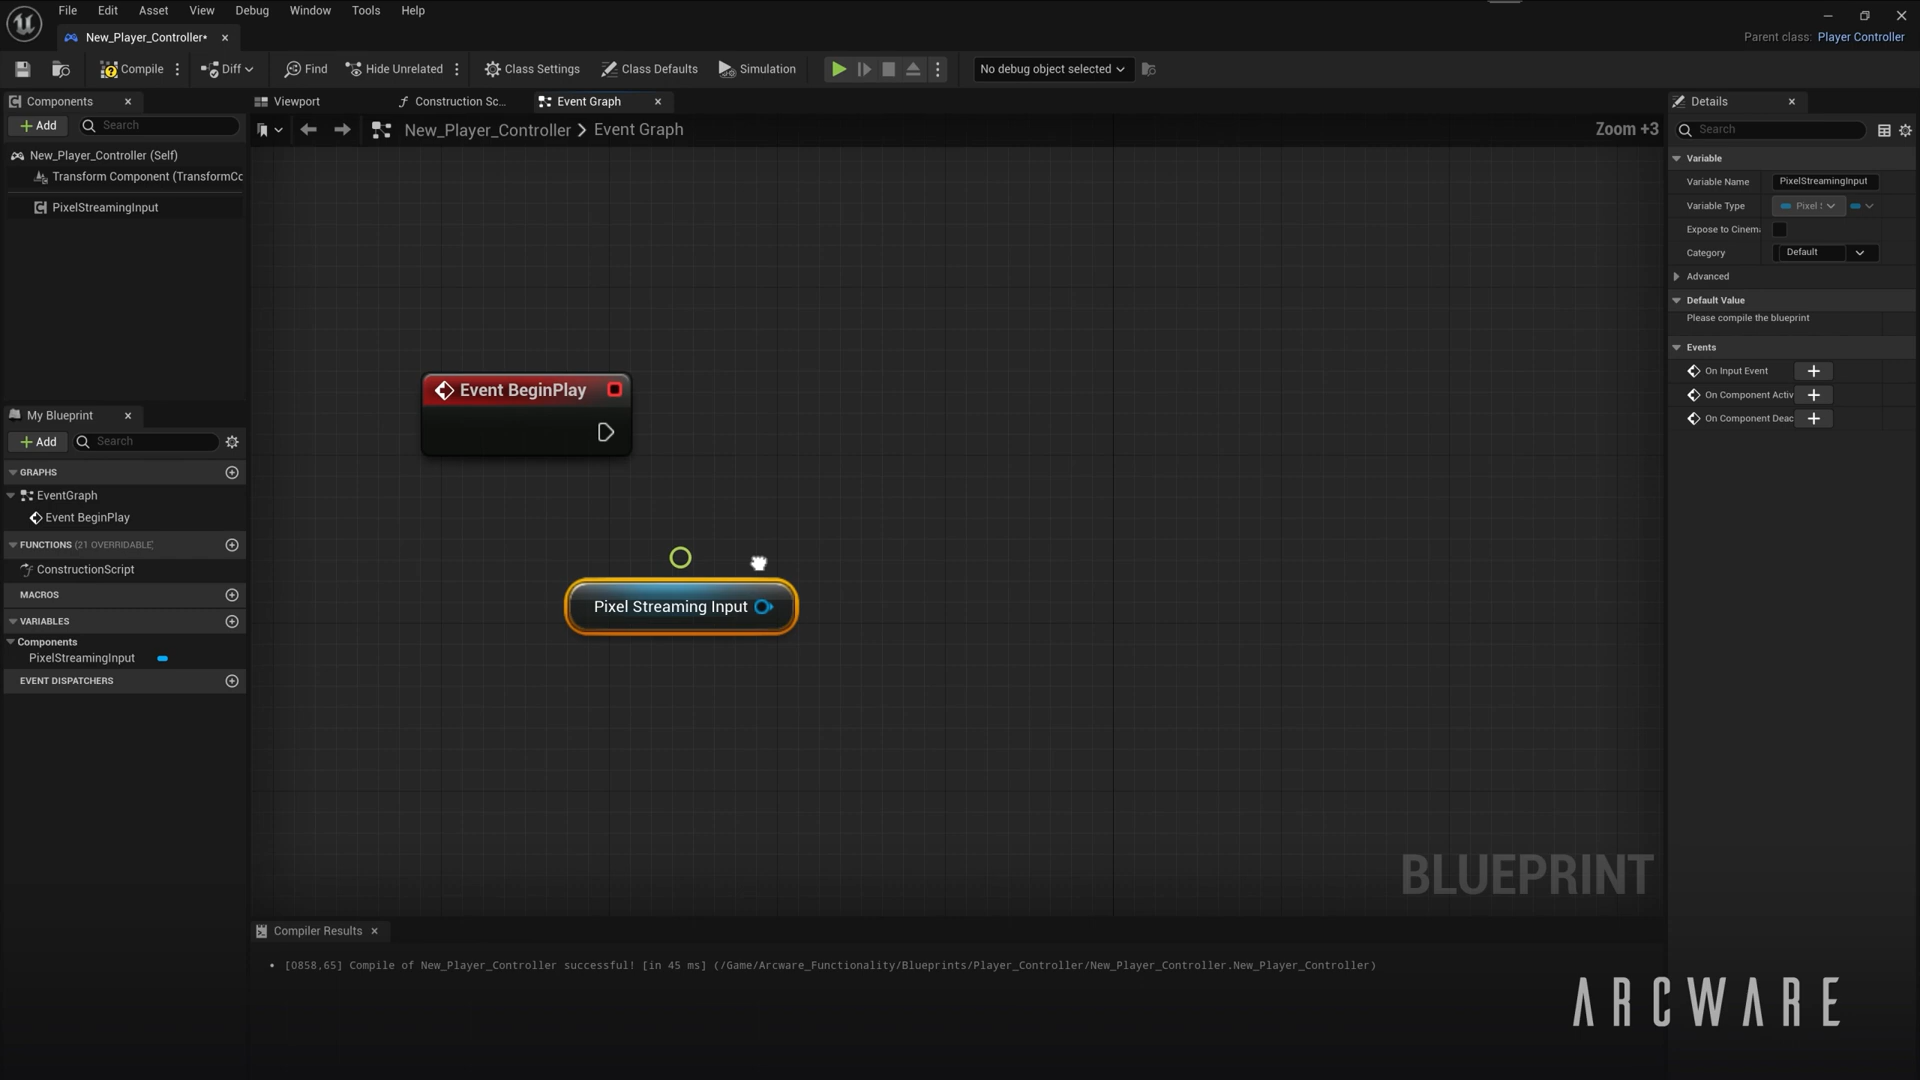 File Edit Asset View Debug Window Tools Help
New_Player_Controller*
Parent class: Player Controller
Compile Diff Find Hide Unrelated Class Settings Class Defaults Simulation No debug object selected
Components
Add Search
New_Player_Controller (Self)
Transform Component (TransformCc
PixelStreamingInput
My Blueprint
Add Search
GRAPHS
EventGraph
Event BeginPlay
FUNCTIONS (21 OVERRIDABLE)
ConstructionScript
MACROS
VARIABLES
Components
PixelStreamingInput
EVENT DISPATCHERS
Viewport Construction Sc... Event Graph
New_Player_Controller > Event Graph
Zoom +3
Event BeginPlay
Pixel Streaming Input
BLUEPRINT
Compiler Results
[0858,65] Compile of New_Player_Controller successful! [in 45 ms] (/Game/Arcware_Functionality/Blueprints/Player_Controller/New_Player_Controller.New_Player_Controller)
Details
Search
Variable
Variable Name PixelStreamingInput
Variable Type Pixel
Expose to Cinem
Category Default
Advanced
Default Value
Please compile the blueprint
Events
On Input Event
On Component Activ
On Component Deac
ARCWARE